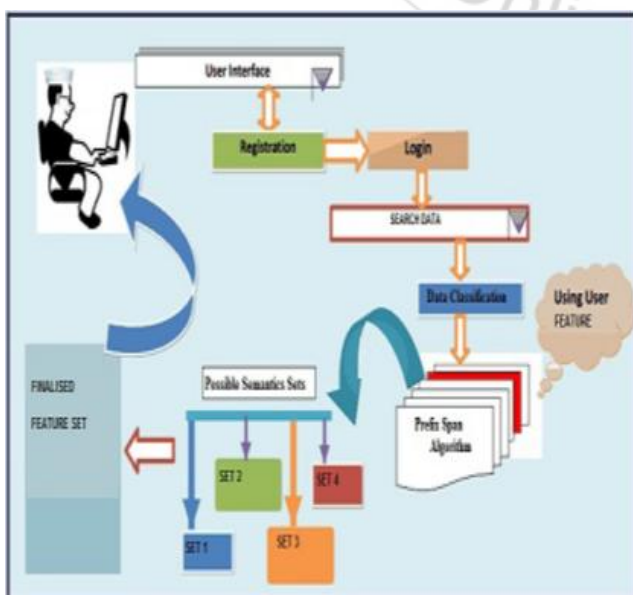 User Interface
Registration
Login
SEARCH DATA
Data Classification
Using User
FEATURE
Prefix Span
Algorithm
Possible Semantics Sets
SET 1
SET 2
SET 3
SET 4
FINALISED
FEATURE SET